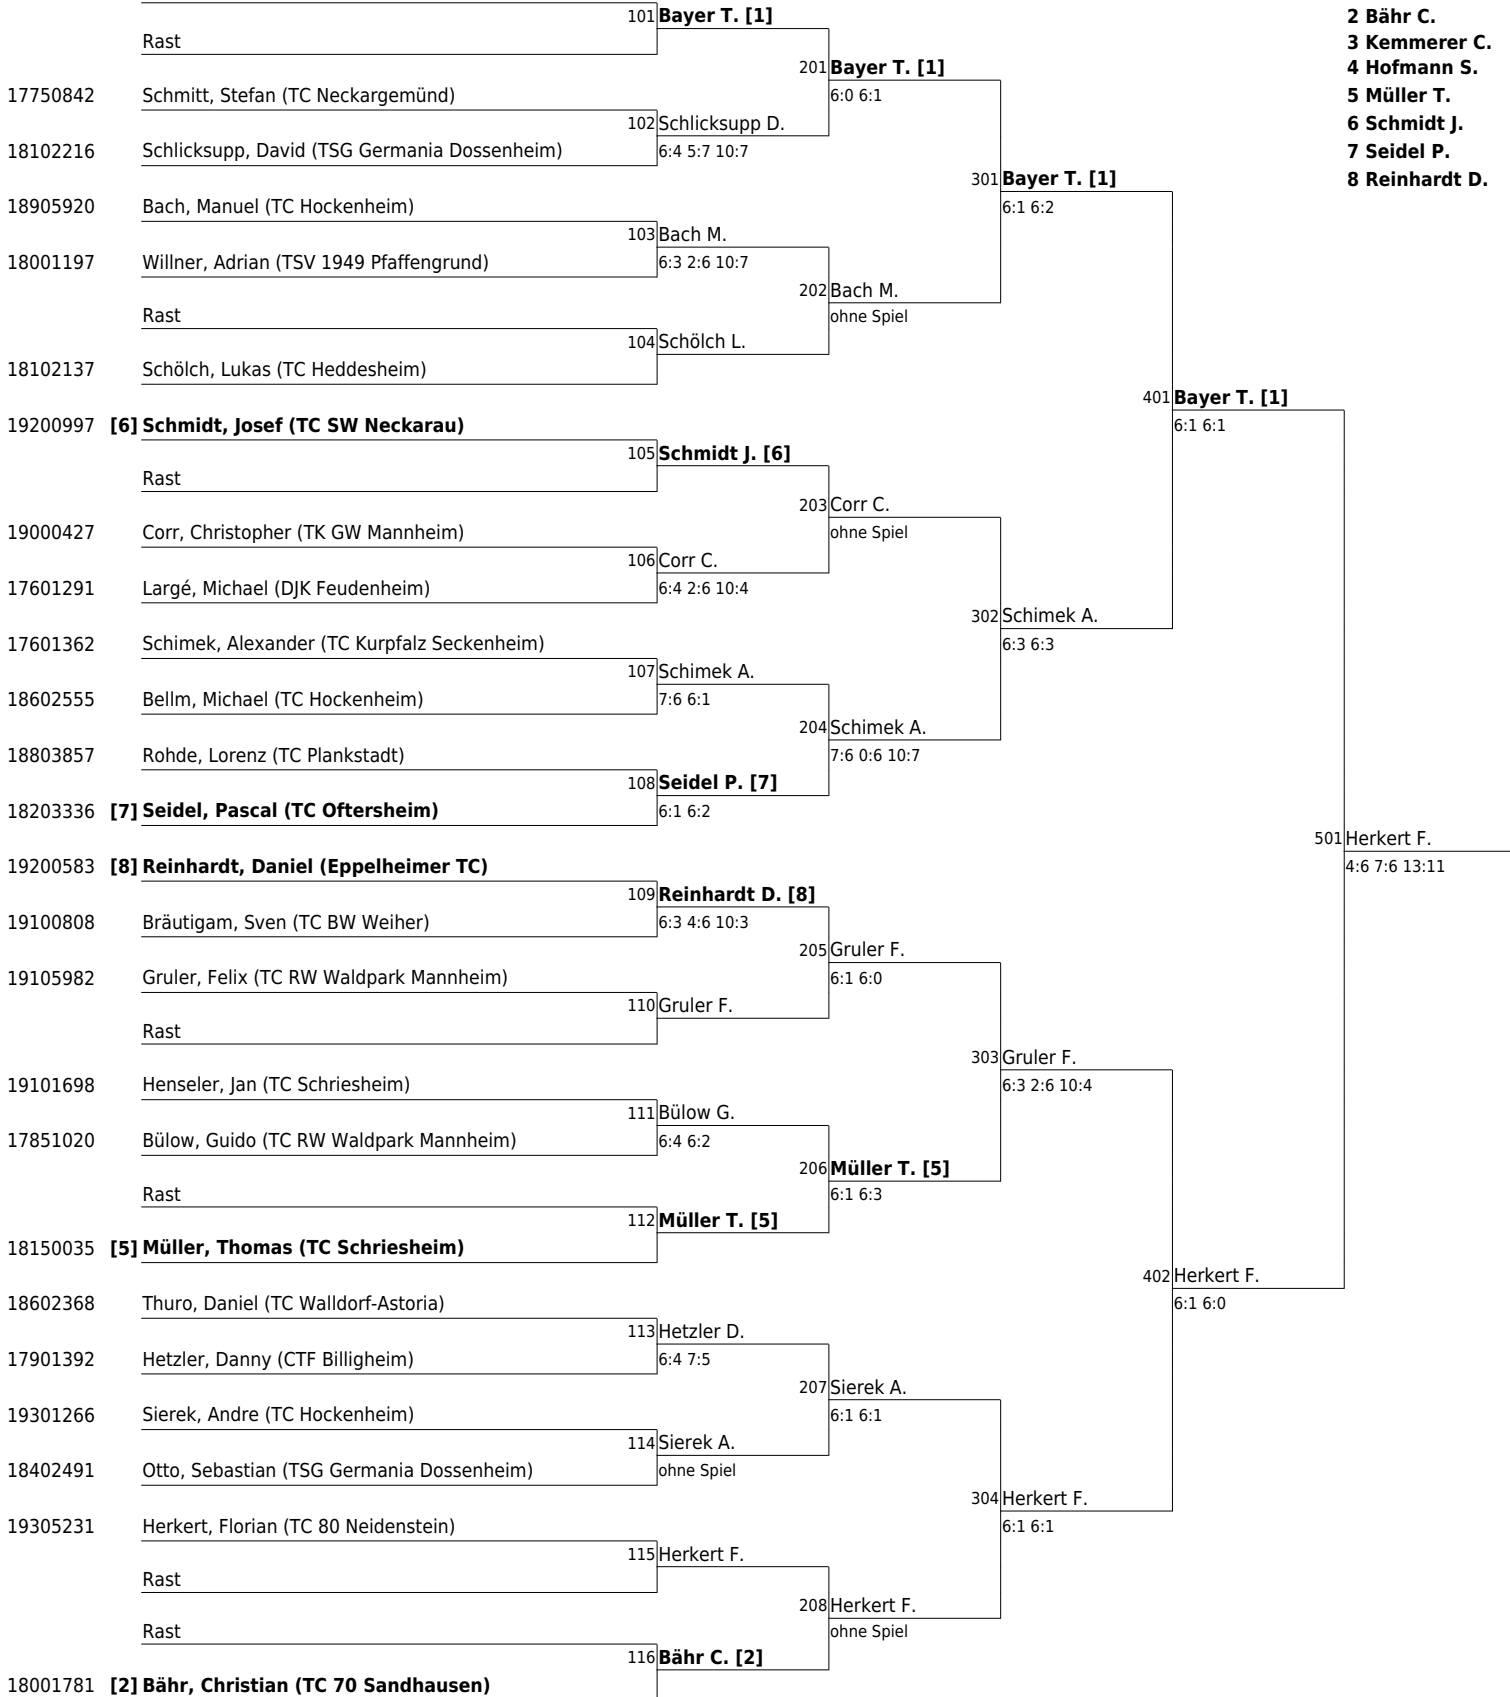 101 Bayer T. [1]
2 Bähr C.
Rast
3 Kemmerer C.
201 Bayer T. [1]
4 Hofmann S.
17750842 Schmitt, Stefan (TC Neckargemünd)
6:0 6:1
5 Müller T.
102 Schlicksupp D.
6 Schmidt J.
18102216 Schlicksupp, David (TSG Germania Dossenheim)
6:4 5:7 10:7
7 Seidel P.
301 Bayer T. [1]
8 Reinhardt D.
18905920 Bach, Manuel (TC Hockenheim)
6:1 6:2
103 Bach M.
18001197 Willner, Adrian (TSV 1949 Pfaffengrund)
6:3 2:6 10:7
202 Bach M.
Rast
ohne Spiel
104 Schölch L.
18102137 Schölch, Lukas (TC Heddesheim)
401 Bayer T. [1]
19200997 [6] Schmidt, Josef (TC SW Neckarau)
6:1 6:1
105 Schmidt J. [6]
Rast
203 Corr C.
19000427 Corr, Christopher (TK GW Mannheim)
ohne Spiel
106 Corr C.
17601291 Largé, Michael (DJK Feudenheim)
6:4 2:6 10:4
302 Schimek A.
17601362 Schimek, Alexander (TC Kurpfalz Seckenheim)
6:3 6:3
107 Schimek A.
18602555 Bellm, Michael (TC Hockenheim)
7:6 6:1
204 Schimek A.
18803857 Rohde, Lorenz (TC Plankstadt)
7:6 0:6 10:7
108 Seidel P. [7]
18203336 [7] Seidel, Pascal (TC Oftersheim)
6:1 6:2
501 Herkert F.
19200583 [8] Reinhardt, Daniel (Eppelheimer TC)
4:6 7:6 13:11
109 Reinhardt D. [8]
19100808 Bräutigam, Sven (TC BW Weiher)
6:3 4:6 10:3
205 Gruler F.
19105982 Gruler, Felix (TC RW Waldpark Mannheim)
6:1 6:0
110 Gruler F.
Rast
303 Gruler F.
19101698 Henseler, Jan (TC Schriesheim)
6:3 2:6 10:4
111 Bülow G.
17851020 Bülow, Guido (TC RW Waldpark Mannheim)
6:4 6:2
206 Müller T. [5]
Rast
6:1 6:3
112 Müller T. [5]
18150035 [5] Müller, Thomas (TC Schriesheim)
402 Herkert F.
18602368 Thuro, Daniel (TC Walldorf-Astoria)
6:1 6:0
113 Hetzler D.
17901392 Hetzler, Danny (CTF Billigheim)
6:4 7:5
207 Sierek A.
19301266 Sierek, Andre (TC Hockenheim)
6:1 6:1
114 Sierek A.
18402491 Otto, Sebastian (TSG Germania Dossenheim)
ohne Spiel
304 Herkert F.
19305231 Herkert, Florian (TC 80 Neidenstein)
6:1 6:1
115 Herkert F.
Rast
208 Herkert F.
Rast
ohne Spiel
116 Bähr C. [2]
18001781 [2] Bähr, Christian (TC 70 Sandhausen)